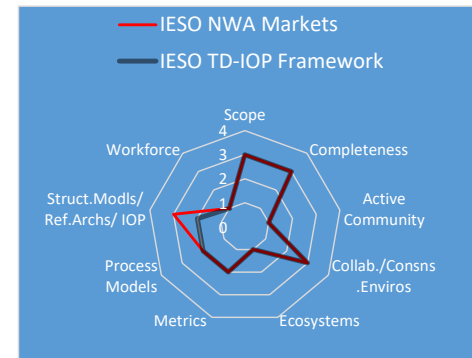 IESO NWA Markets
IESO TD-IOP Framework
Scope
Workforce
Completeness
4
3
2
1
0
Struct.Modls/
Ref.Archs/ IOP
Active
Community
Process
Models
Collab./Consns
.Enviros
Metrics
Ecosystems